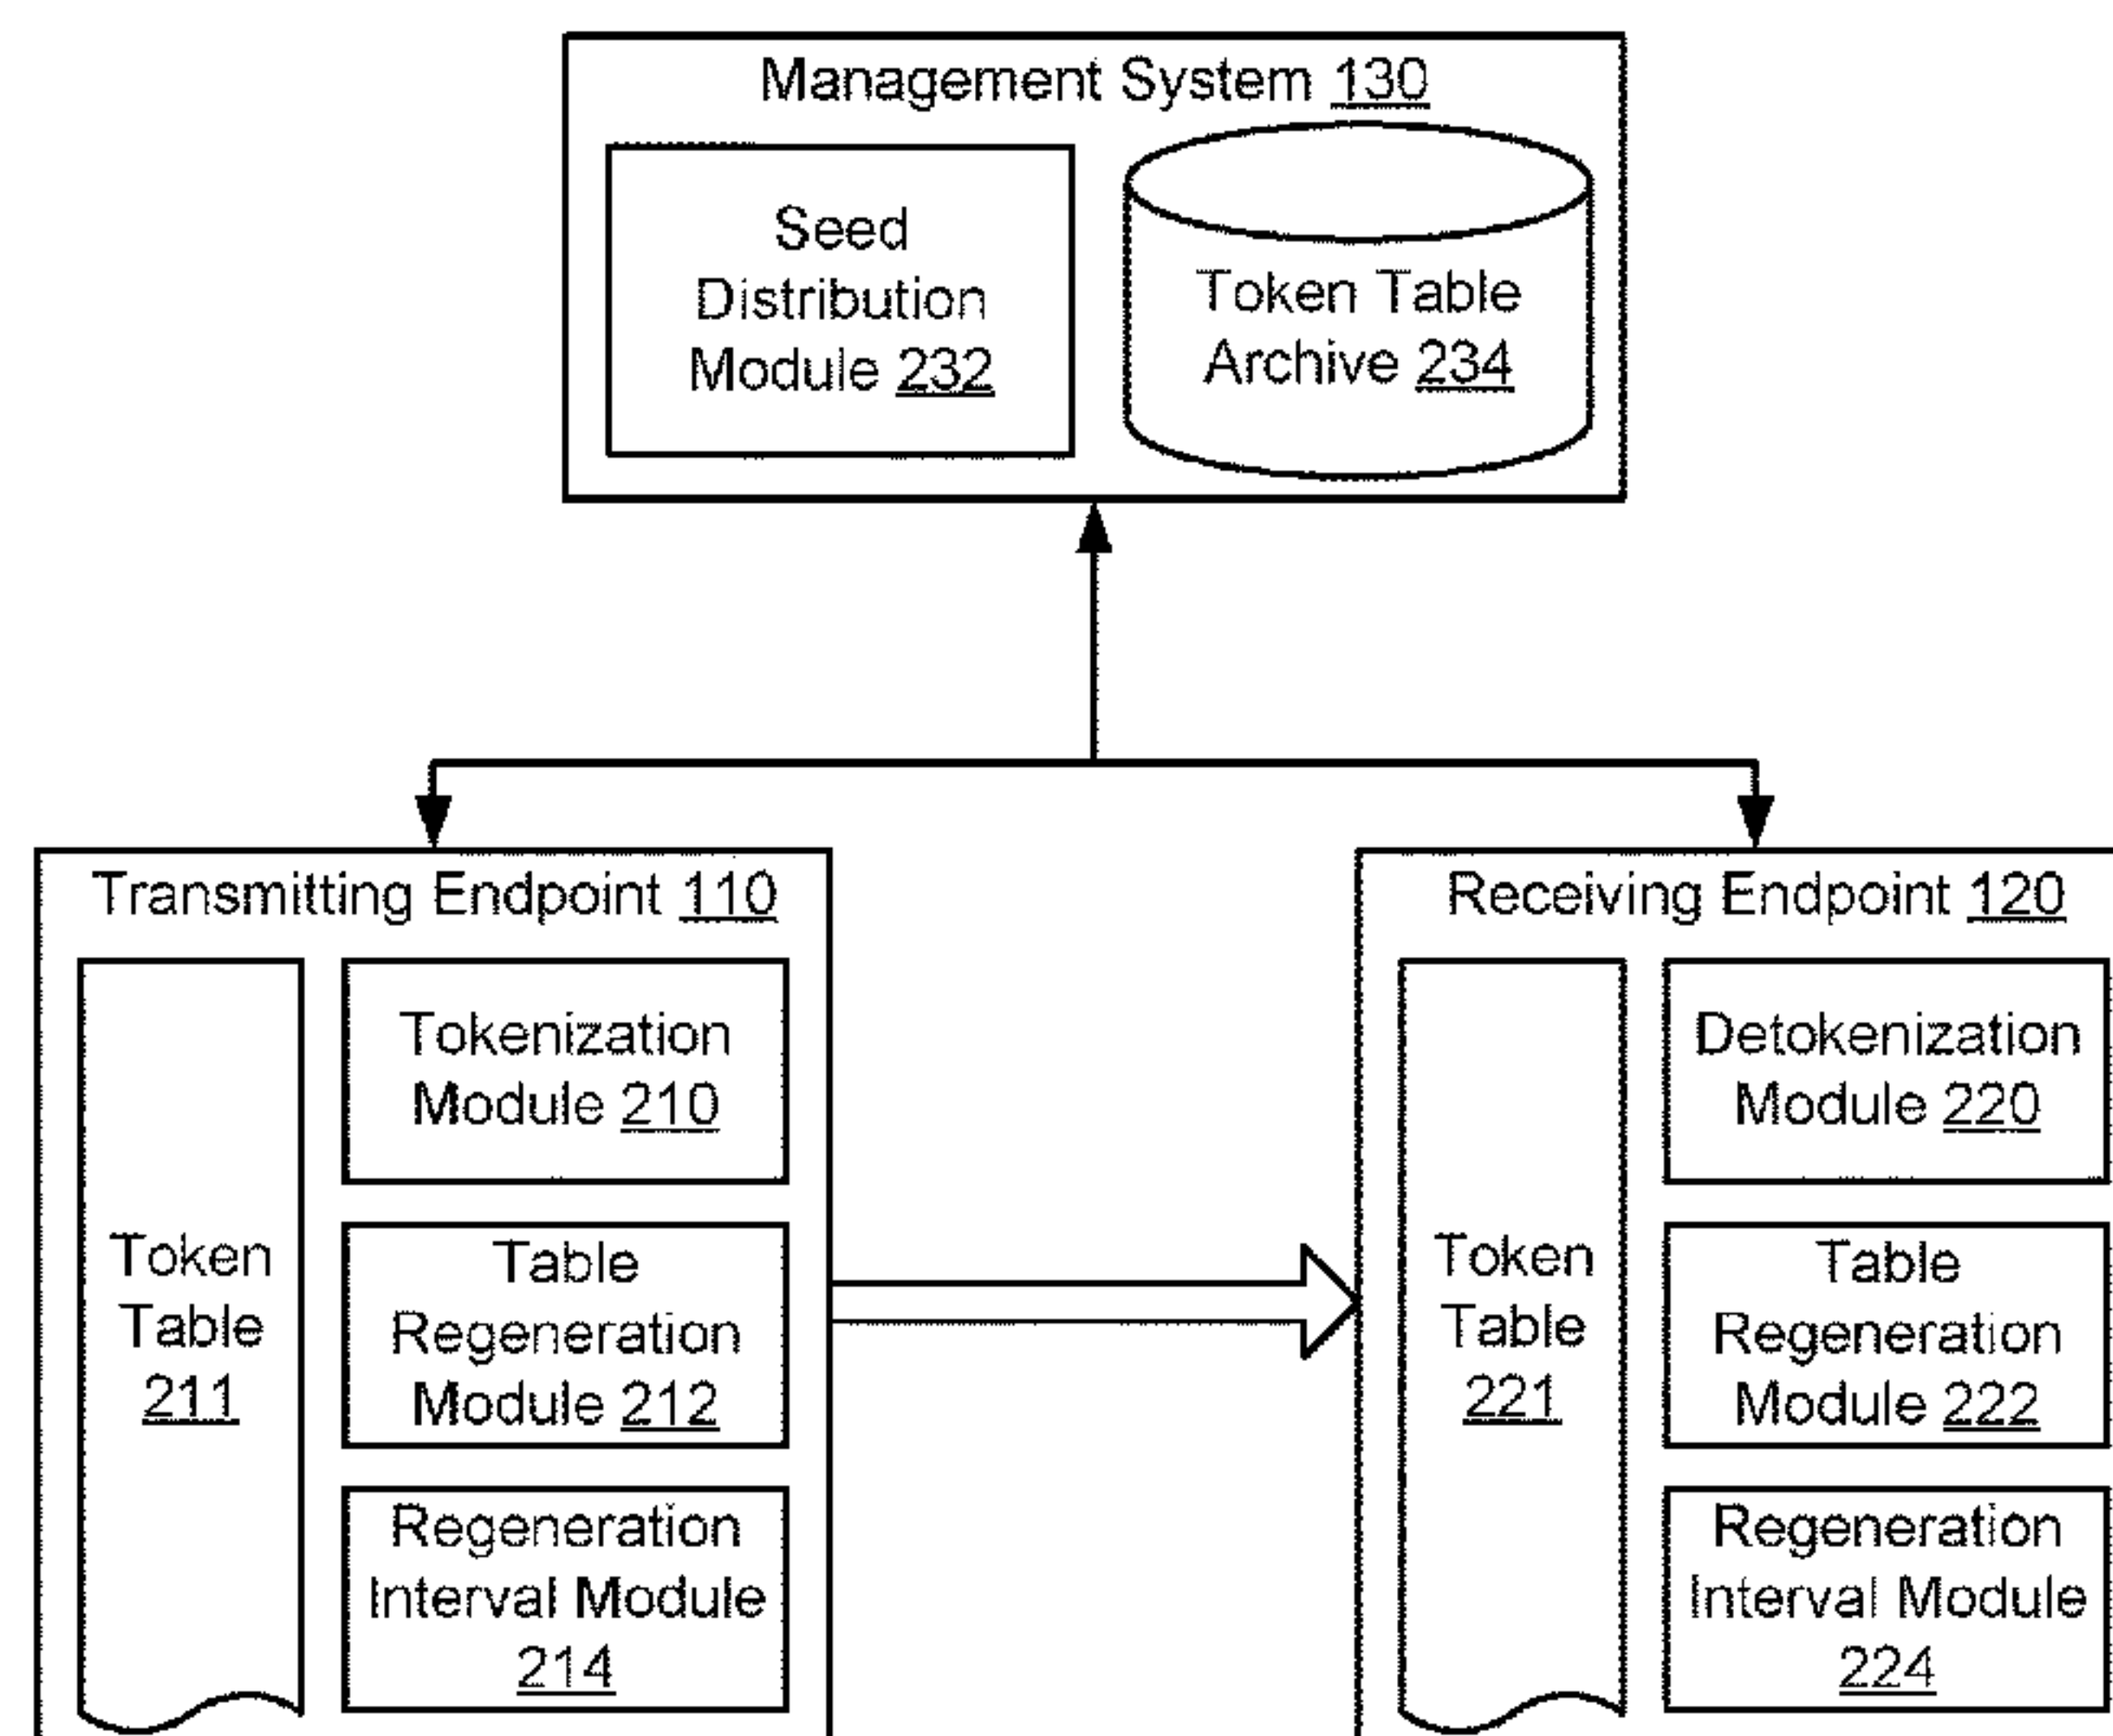 Management System 130
Seed
Distribution
Module 232
Token Table
Archive 234
Transmitting Endpoint 110
Token
Table
211
Tokenization
Module 210
Table
Regeneration
Module 212
Regeneration
Interval Module
214
Receiving Endpoint 120
Token
Table
221
Detokenization
Module 220
Table
Regeneration
Module 222
Regeneration
Interval Module
224